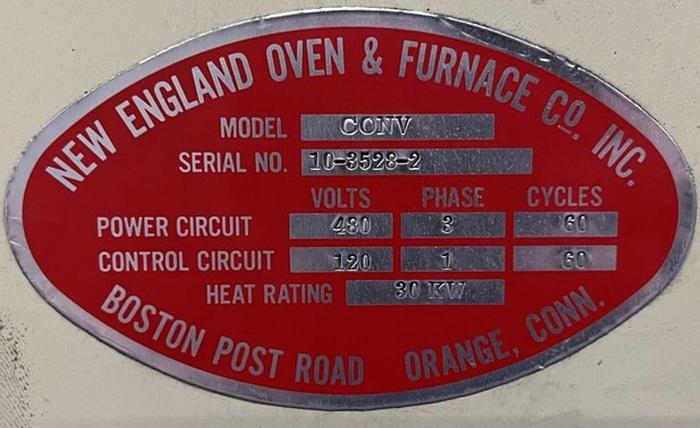 NEW ENGLAND OVEN & FURNACE CO. INC.
MODEL CONV
SERIAL NO. 10-3528-2
VOLTS PHASE CYCLES
POWER CIRCUIT 480 3 60
CONTROL CIRCUIT 120 1 60
HEAT RATING 30 KW
BOSTON POST ROAD ORANGE, CONN.